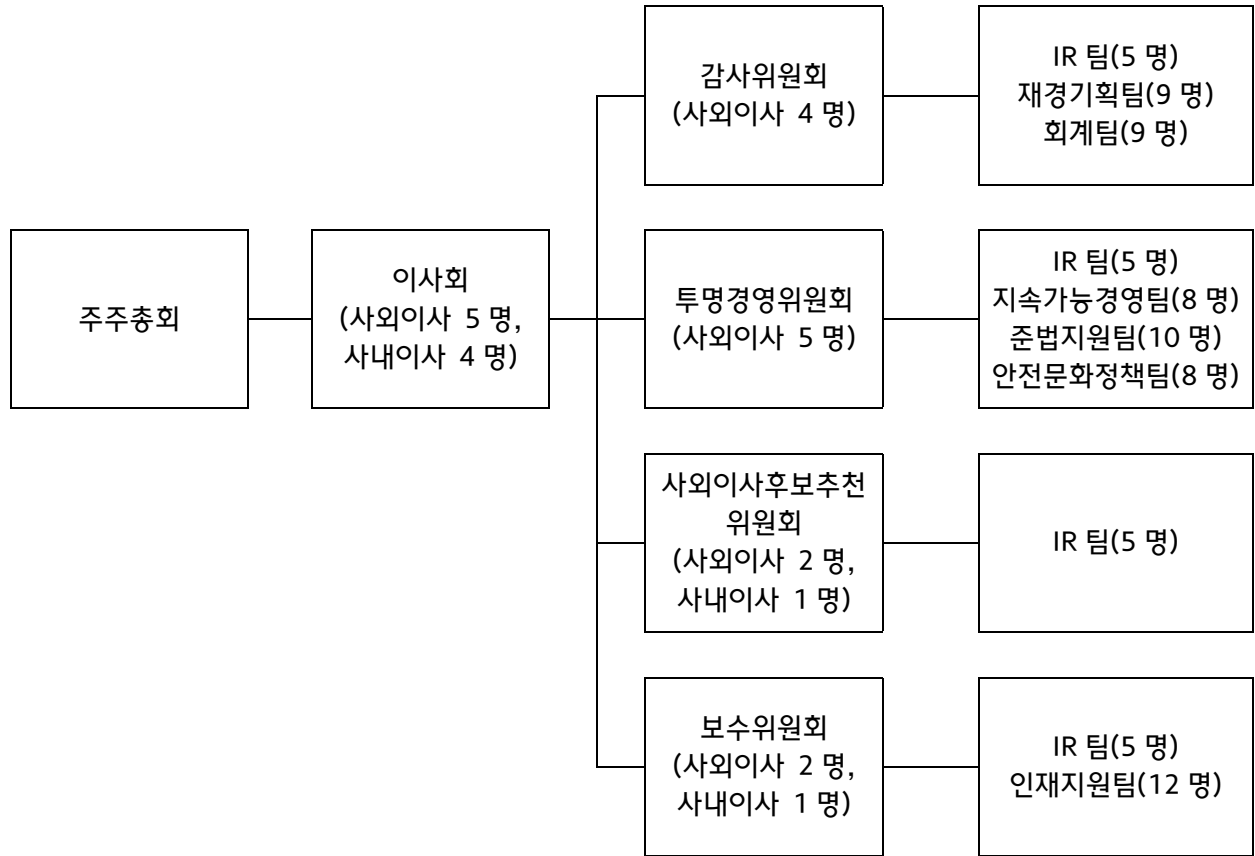 주주총회
이사회
(사외이사 5 명,
사내이사 4 명)
감사위원회
(사외이사 4 명)
IR 팀(5 명)
재경기획팀(9 명)
회계팀(9 명)
투명경영위원회
(사외이사 5 명)
IR 팀(5 명)
지속가능경영팀(8 명)
준법지원팀(10 명)
안전문화정책팀(8 명)
사외이사후보추천
위원회
(사외이사 2 명,
사내이사 1 명)
IR 팀(5 명)
보수위원회
(사외이사 2 명,
사내이사 1 명)
IR 팀(5 명)
인재지원팀(12 명)